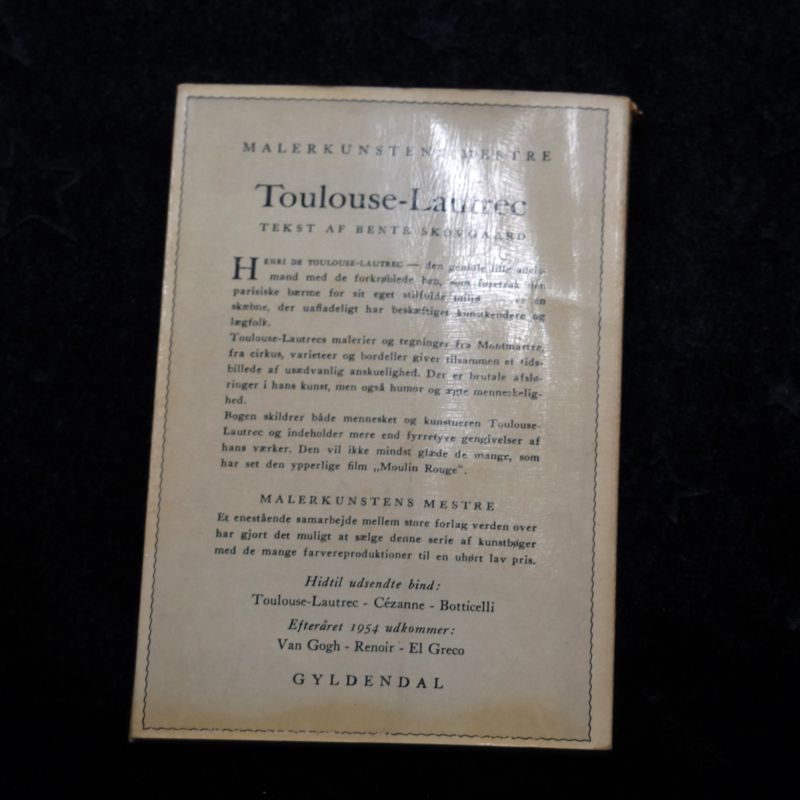 MALERKUNSTENS MESTRE
Toulouse-Lautrec
TEKST AF BENTE SKOVGAARD
HENRI DE TOULOUSE-LAUTREC — den geniale lille adels-
mand med de forkrøblede ben, som foretrak den
parisiske bærme for sit eget stilfulde miljø er en
skæbne, der uafladeligt har beskæftiget kunstkendere og
lægfolk.
Toulouse-Lautrecs malerier og tegninger fra Montmartre,
fra cirkus, varieteer og bordeller giver tilsammen et tids-
billede af usædvanlig anskuelighed. Der er brutale afslø-
ringer i hans kunst, men også humor og ægte menneskelig-
hed.
Bogen skildrer både mennesket og kunstneren Toulouse-
Lautrec og indeholder mere end fyrretyve gengivelser af
hans værker. Den vil ikke mindst glæde de mange, som
har set den ypperlige film „Moulin Rouge“.
MALERKUNSTENS MESTRE
Et enestående samarbejde mellem store forlag verden over
har gjort det muligt at sælge denne serie af kunstbøger
med de mange farvereproduktioner til en uhørt lav pris.
Hidtil udsendte bind:
Toulouse-Lautrec - Cézanne - Botticelli
Efteråret 1954 udkommer:
Van Gogh - Renoir - El Greco
GYLDENDAL